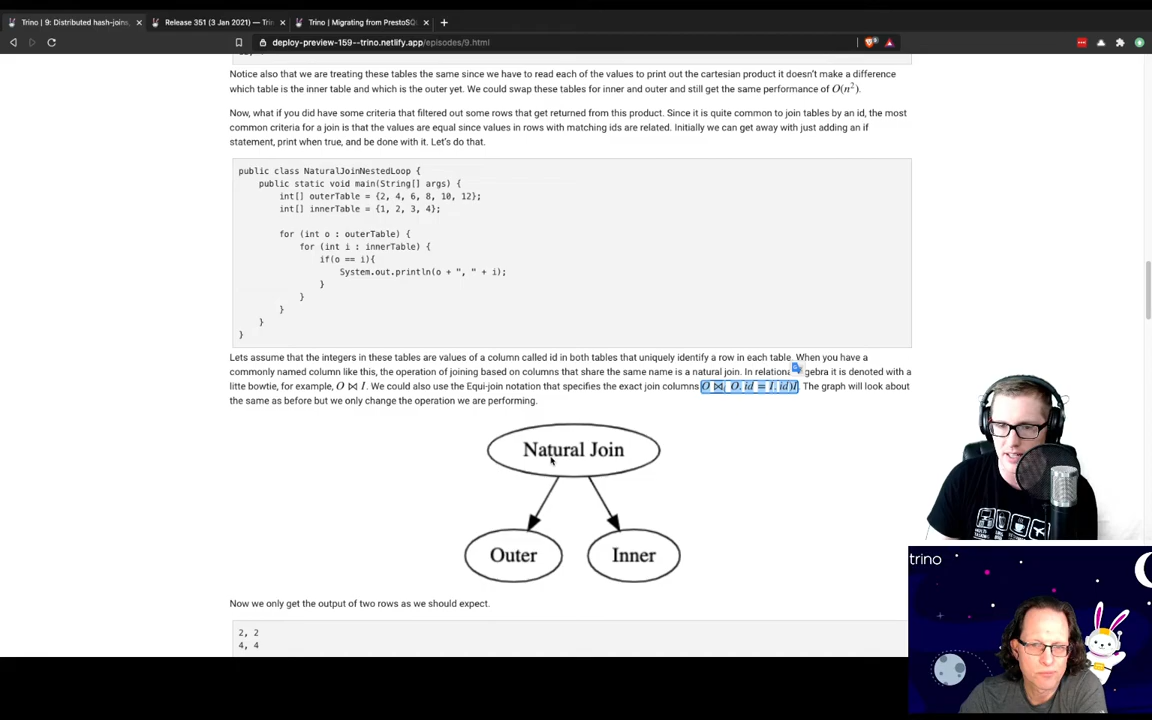 Trino | 9: Distributed hash-joins,
Release 351 (3 Jan 2021) — Trin
Trino | Migrating from PrestoSQL
deploy-preview-159--trino.netlify.app/episodes/9.html
Notice also that we are treating these tables the same since we have to read each of the values to print out the cartesian product it doesn't make a difference
which table is the inner table and which is the outer yet. We could swap these tables for inner and outer and still get the same performance of O(n²).
Now, what if you did have some criteria that filtered out some rows that get returned from this product. Since it is quite common to join tables by an id, the most
common criteria for a join is that the values are equal since values in rows with matching ids are related. Initially we can get away with just adding an if
statement, print when true, and be done with it. Let's do that.
public class NaturalJoinNestedLoop {
public static void main(String[] args) {
int[] outerTable = {2, 4, 6, 8, 10, 12};
int[] innerTable = {1, 2, 3, 4};
for (int o : outerTable) {
for (int i : innerTable) {
if(o == i){
System.out.println(o + ", " + i);
}
}
}
}
}
Lets assume that the integers in these tables are values of a column called id in both tables that uniquely identify a row in each table. When you have a
commonly named column like this, the operation of joining based on columns that share the same name is a natural join. In relational gebra it is denoted with a
litte bowtie, for example, O ⋈ I. We could also use the Equi-join notation that specifies the exact join columns O ⋈( O. id = I. id)I. The graph will look about
the same as before but we only change the operation we are performing.
Natural Join
Outer Inner
Now we only get the output of two rows as we should expect.
2, 2
4, 4
trino